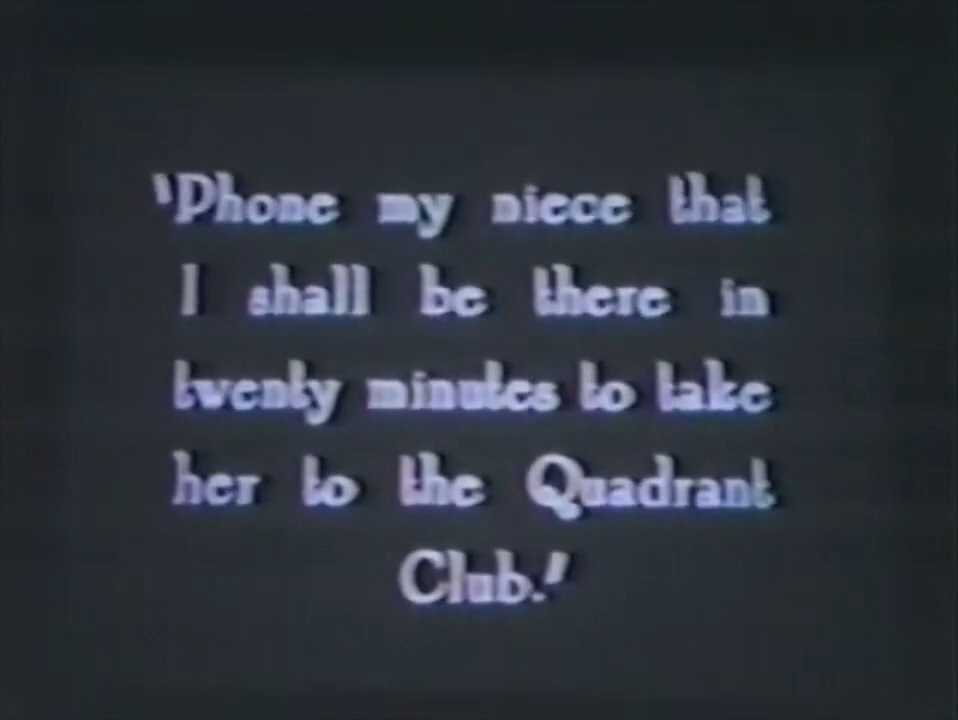 'Phone my niece that
I shall be there in
twenty minutes to take
her to the Quadrant
Club.'